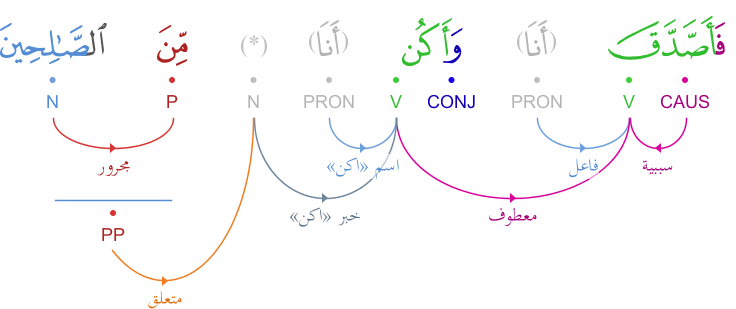 فَأَصَّدَّقَ (أَنَا) وَأَكُن (أَنَا) (*) مِّنَ ٱلصَّـٰلِحِينَ
CAUS V PRON CONJ V PRON N P N
سببية فاعل اسم «اكن» مجرور
معطوف خبر «اكن»
PP
متعلق